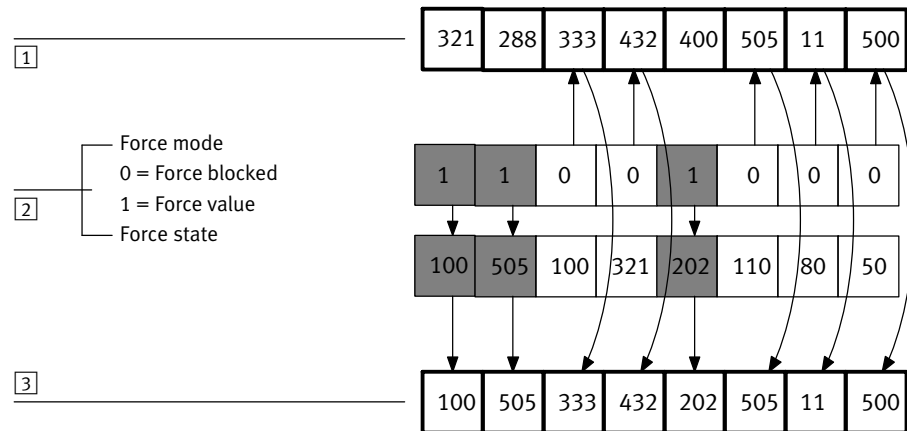 321 288 333 432 400 505 11 500
1
Force mode
0 = Force blocked
1 = Force value
Force state
2
1 1 0 0 1 0 0 0
100 505 100 321 202 110 80 50
3
100 505 333 432 202 505 11 500